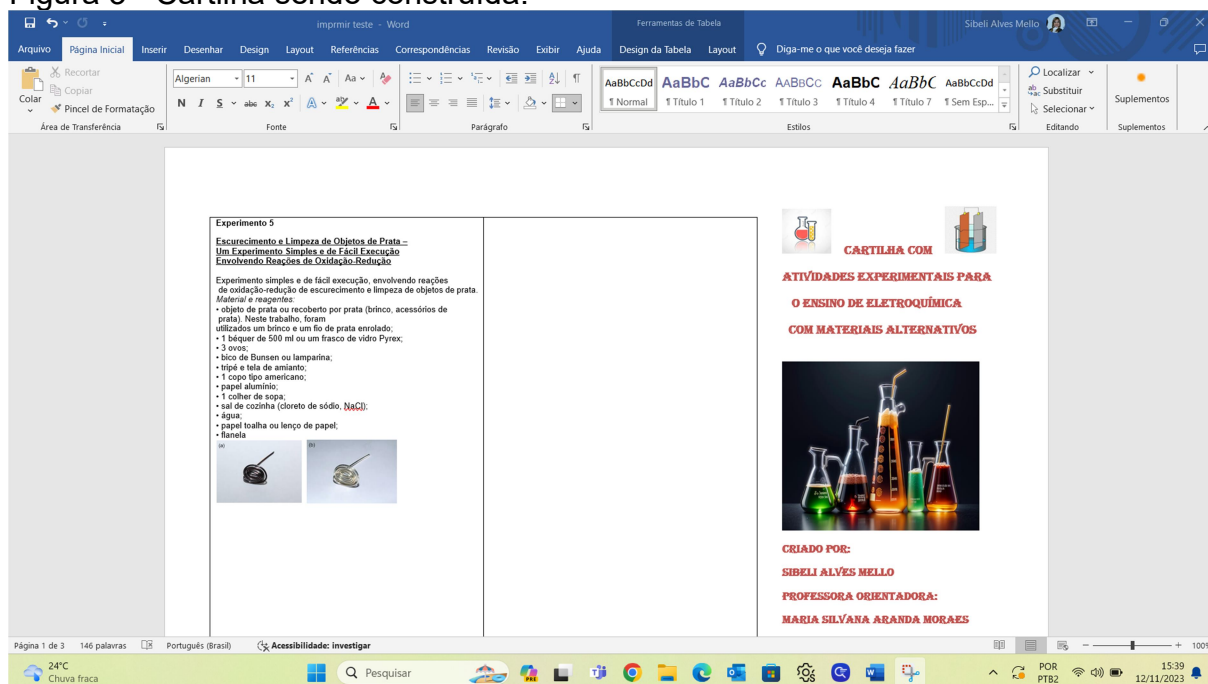 Figura 3 - Cartilha sendo construída.
imprmir teste - Word
Ferramentas de Tabela
Sibeli Alves Mello
Arquivo Página Inicial Inserir Desenhar Design Layout Referências Correspondências Revisão Exibir Ajuda Design da Tabela Layout Diga-me o que você deseja fazer
Colar
Recortar
Copiar
Pincel de Formatação
Área de Transferência
Algerian 11
N I S abc X₂ X²
Fonte
Parágrafo
AaBbCcDd AaBbC AaBbCc AABBCC AaBbC AaBbC AaBbCcDd
¶ Normal ¶ Título 1 ¶ Título 2 ¶ Título 3 ¶ Título 4 ¶ Título 7 ¶ Sem Esp...
Estilos
Localizar
Substituir
Selecionar
Editando
Suplementos
Suplementos
Experimento 5
Escurecimento e Limpeza de Objetos de Prata –
Um Experimento Simples e de Fácil Execução
Envolvendo Reações de Oxidação-Redução
Experimento simples e de fácil execução, envolvendo reações
de oxidação-redução de escurecimento e limpeza de objetos de prata.
Material e reagentes:
• objeto de prata ou recoberto por prata (brinco, acessórios de
prata). Neste trabalho, foram
utilizados um brinco e um fio de prata enrolado;
• 1 béquer de 500 ml ou um frasco de vidro Pyrex;
• 3 ovos;
• bico de Bunsen ou lamparina;
• tripé e tela de amianto;
• 1 copo tipo americano;
• papel alumínio;
• 1 colher de sopa;
• sal de cozinha (cloreto de sódio, NaCl);
• água;
• papel toalha ou lenço de papel;
• flanela
(a) (b)
CARTILHA COM
ATIVIDADES EXPERIMENTAIS PARA
O ENSINO DE ELETROQUÍMICA
COM MATERIAIS ALTERNATIVOS
CRIADO POR:
SIBELI ALVES MELLO
PROFESSORA ORIENTADORA:
MARIA SILVANA ARANDA MORAES
Página 1 de 3 146 palavras Português (Brasil) Acessibilidade: investigar 100%
24°C
Chuva fraca
Pesquisar
POR
PTB2
15:39
12/11/2023